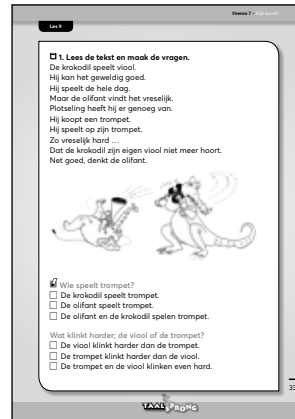 thema 7 • Kijk kunst!
Les 9
1. Lees de tekst en maak de vragen.
De krokodil speelt viool.
Hij kan het geweldig goed.
Hij speelt de hele dag.
Maar de olifant vindt het vreselijk.
Plotseling heeft hij er genoeg van.
Hij koopt een trompet.
Hij speelt op zijn trompet.
Zo vreselijk hard ...
Dat de krokodil zijn eigen viool niet meer hoort.
Net goed, denkt de olifant.
Wie speelt trompet?
De krokodil speelt trompet.
De olifant speelt trompet.
De olifant en de krokodil spelen trompet.
Wat klinkt harder; de viool of de trompet?
De viool klinkt harder dan de trompet.
De trompet klinkt harder dan de viool.
De trompet en de viool klinken even hard.
33
TAALSPRONG